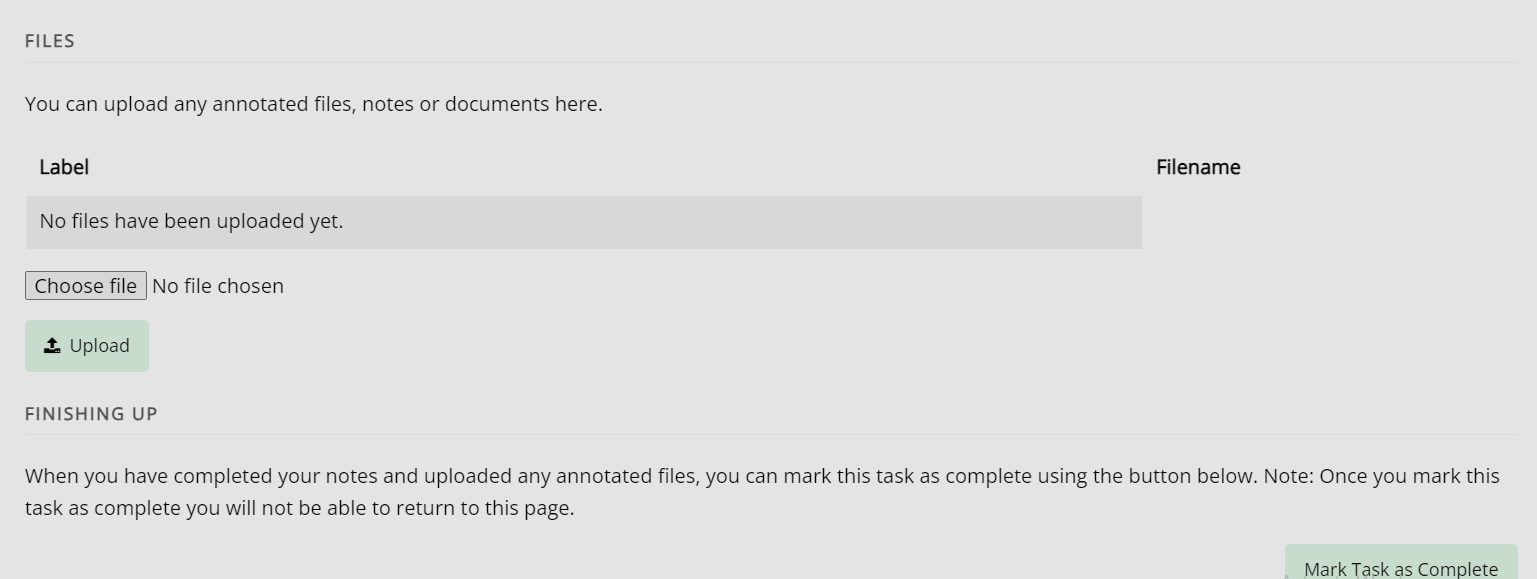 FILES
You can upload any annotated files, notes or documents here.
Label Filename
No files have been uploaded yet.
Choose file No file chosen
Upload
FINISHING UP
When you have completed your notes and uploaded any annotated files, you can mark this task as complete using the button below. Note: Once you mark this
task as complete you will not be able to return to this page.
Mark Task as Complete